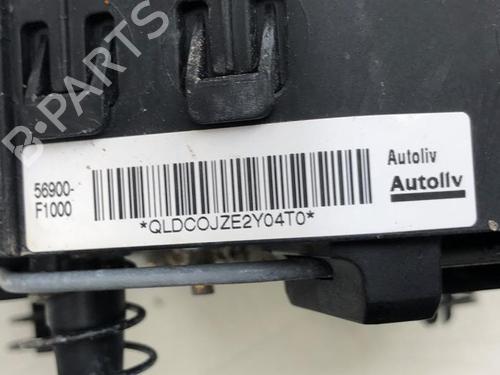 B-PARTS
56900-
F1000
*QLDCOJZE2Y04T0*
Autoliv
Autoliv